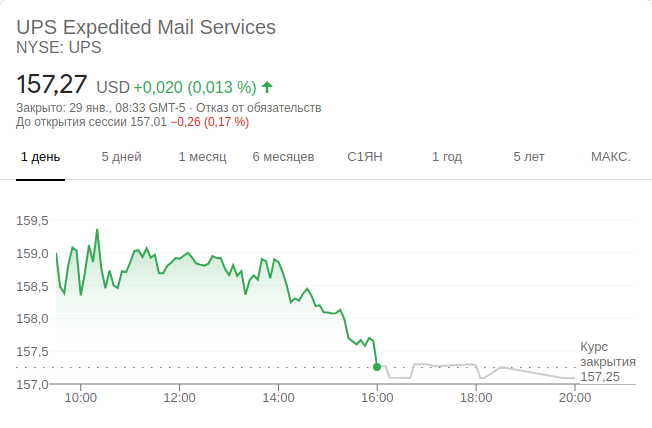 UPS Expedited Mail Services
NYSE: UPS
157,27 USD +0,020 (0,013 %)
Закрыто: 29 янв., 08:33 GMT-5 · Отказ от обязательств
До открытия сессии 157,01 −0,26 (0,17 %)
1 день 5 дней 1 месяц 6 месяцев С1ЯН 1 год 5 лет МАКС.
159,5
159,0
158,5
158,0
157,5
157,0
Курс
закрытия
157,25
10:00 12:00 14:00 16:00 18:00 20:00